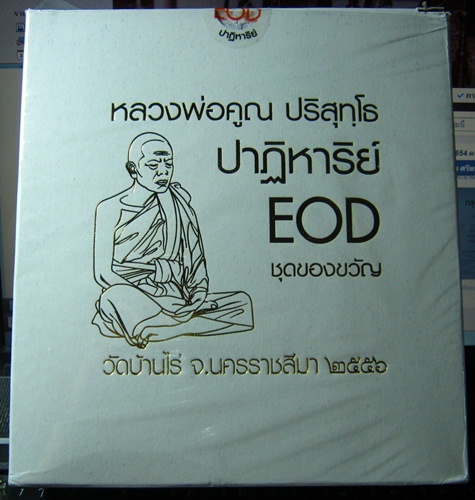 EOD
ปาฏิหาริย์
หลวงพ่อคูณ ปริสุทฺโธ
ปาฏิหาริย์
EOD
ชุดของขวัญ
วัดบ้านไร่ จ.นครราชสีมา ๒๕๕๖